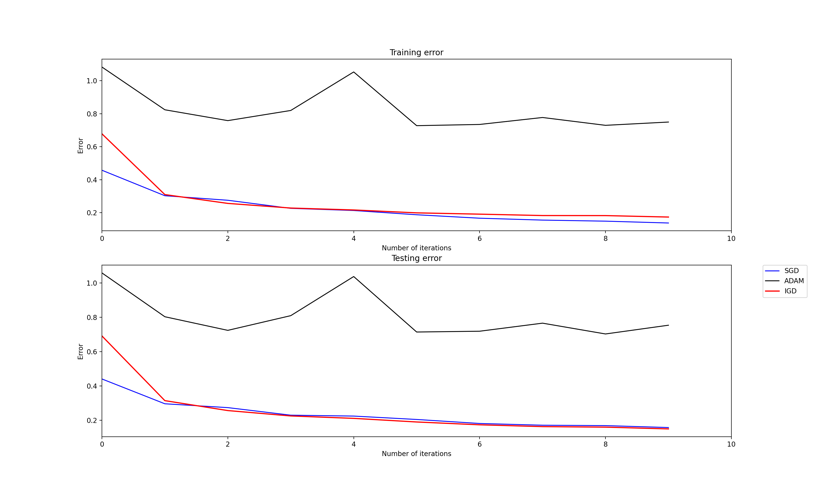 Training error
1.0
0.8
0.6
0.4
0.2
Error
0 2 4 6 8 10
Number of iterations
Testing error
1.0
0.8
0.6
0.4
0.2
Error
0 2 4 6 8 10
Number of iterations
SGD
ADAM
IGD